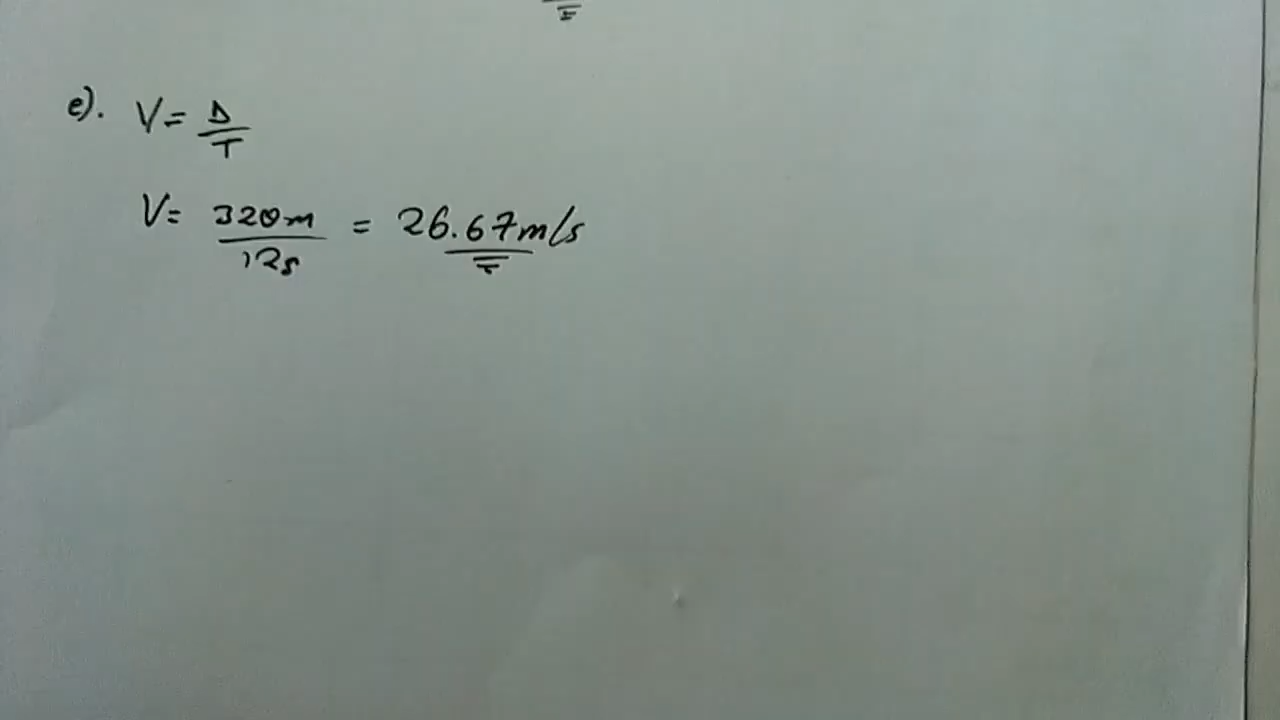 e). V = D/T
V = 320m/12s = 26.67m/s